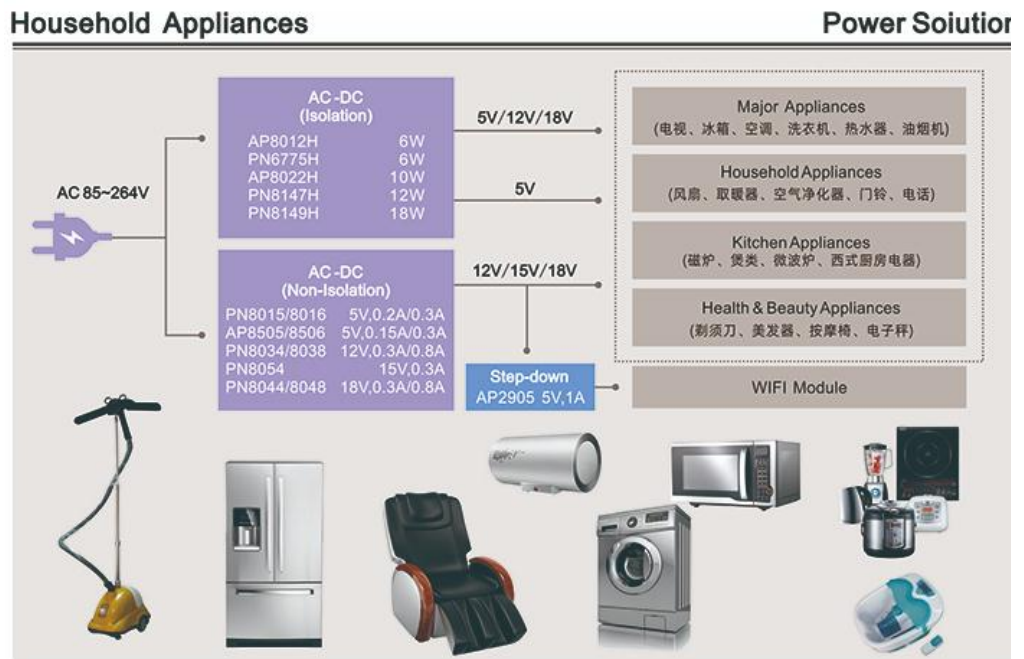 Household Appliances
Power Soiution
AC-DC
(Isolation)
AP8012H 6W
PN6775H 6W
AP8022H 10W
PN8147H 12W
PN8149H 18W
AC 85~264V
AC-DC
(Non-Isolation)
PN8015/8016 5V,0.2A/0.3A
AP8505/8506 5V,0.15A/0.3A
PN8034/8038 12V,0.3A/0.8A
PN8054 15V,0.3A
PN8044/8048 18V,0.3A/0.8A
5V/12V/18V
5V
12V/15V/18V
Step-down
AP2905 5V,1A
Major Appliances
(电视、冰箱、空调、洗衣机、热水器、油烟机)
Household Appliances
(风扇、取暖器、空气净化器、门铃、电话)
Kitchen Appliances
(磁炉、煲类、微波炉、西式厨房电器)
Health & Beauty Appliances
(剃须刀、美发器、按摩椅、电子秤)
WIFI Module